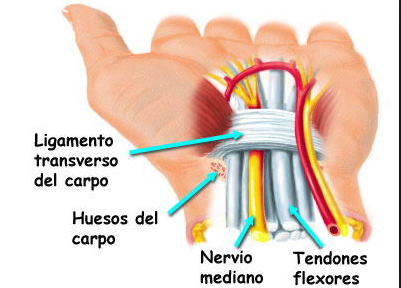 Ligamento
transverso
del carpo
Huesos del
carpo
Nervio
mediano
Tendones
flexores